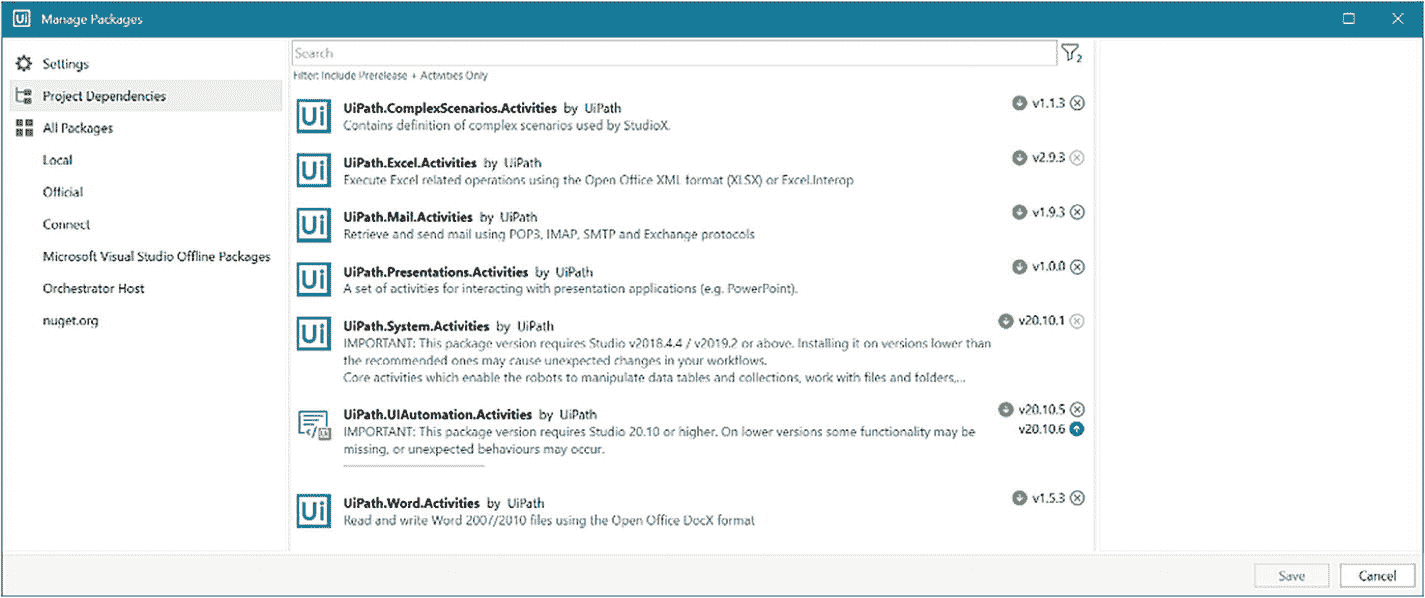 Ui Manage Packages
Settings
Project Dependencies
All Packages
Local
Official
Connect
Microsoft Visual Studio Offline Packages
Orchestrator Host
nuget.org
Search
2
Filter: Include Prerelease + Activities Only
Ui
UiPath.ComplexScenarios.Activities by UiPath
v1.1.3
Contains definition of complex scenarios used by StudioX.
Ui
UiPath.Excel.Activities by UiPath
v2.9.3
Execute Excel related operations using the Open Office XML format (XLSX) or Excel.Interop
Ui
UiPath.Mail.Activities by UiPath
v1.9.3
Retrieve and send mail using POP3, IMAP, SMTP and Exchange protocols
Ui
UiPath.Presentations.Activities by UiPath
v1.0.0
A set of activities for interacting with presentation applications (e.g. PowerPoint).
Ui
UiPath.System.Activities by UiPath
v20.10.1
IMPORTANT: This package version requires Studio v2018.4.4 / v2019.2 or above. Installing it on versions lower than
the recommended ones may cause unexpected changes in your workflows.
Core activities which enable the robots to manipulate data tables and collections, work with files and folders,...
UiPath.UIAutomation.Activities by UiPath
v20.10.5
IMPORTANT: This package version requires Studio 20.10 or higher. On lower versions some functionality may be
v20.10.6
missing, or unexpected behaviours may occur.
Ui
UiPath.Word.Activities by UiPath
v1.5.3
Read and write Word 2007/2010 files using the Open Office DocX format
Save
Cancel